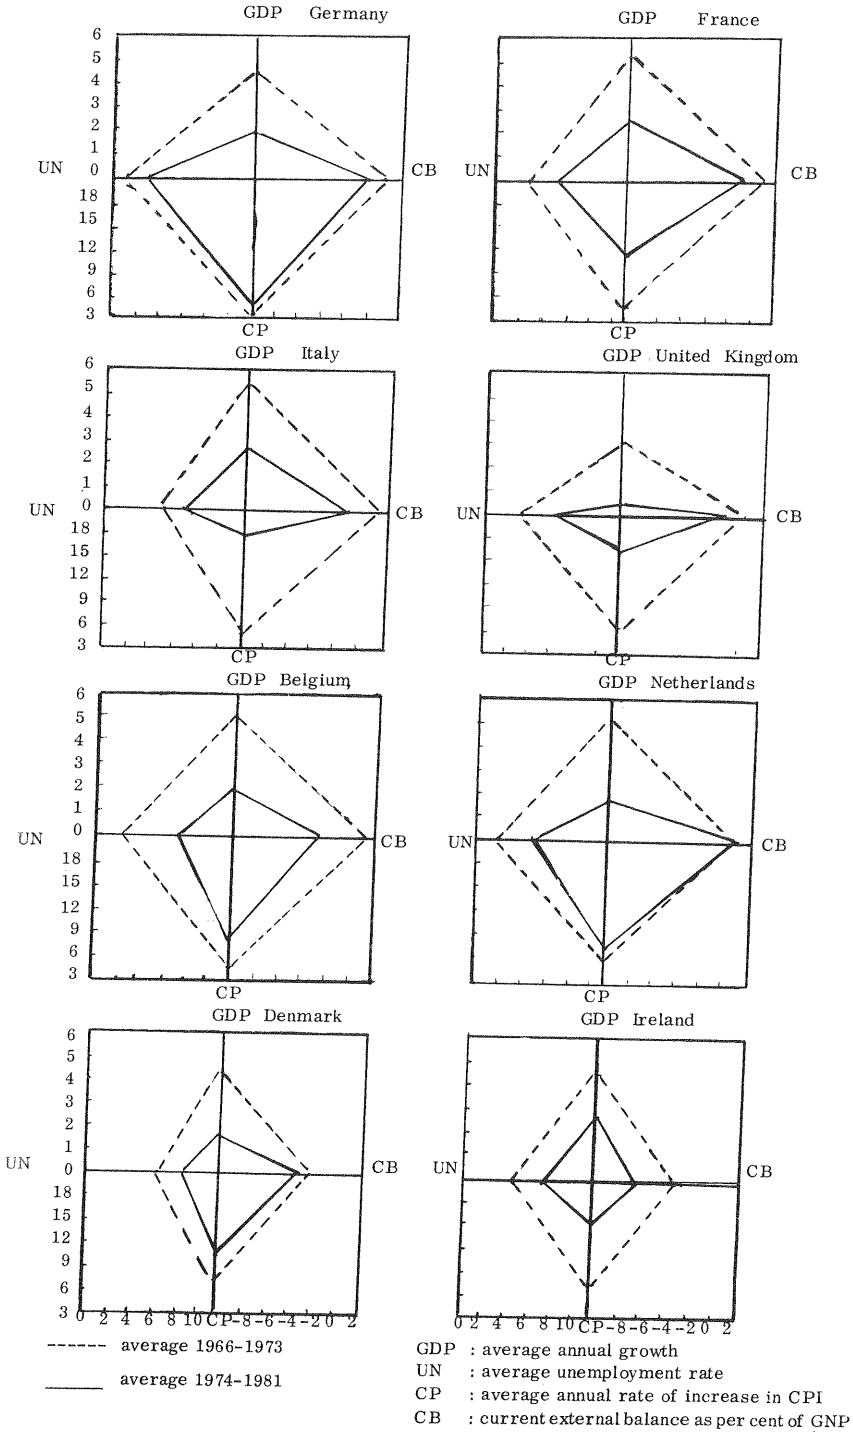 GDP Germany
GDP France
6
5
4
3
2
1
UN 0 CB
UN CB
18
15
12
9
6
3
CP
CP
GDP Italy
GDP United Kingdom
6
5
4
3
2
1
UN 0 CB
UN CB
18
15
12
9
6
3
CP
CP
GDP Belgium
GDP Netherlands
6
5
4
3
2
1
UN 0 CB
UN CB
18
15
12
9
6
3
CP
CP
GDP Denmark
GDP Ireland
6
5
4
3
2
1
UN 0 CB
UN CB
18
15
12
9
6
3
0 2 4 6 8 10 CP -8 -6 -4 -2 0 2
0 2 4 6 8 10 CP -8 -6 -4 -2 0 2
average 1966-1973
average 1974-1981
GDP : average annual growth
UN : average unemployment rate
CP : average annual rate of increase in CPI
CB : current external balance as per cent of GNP